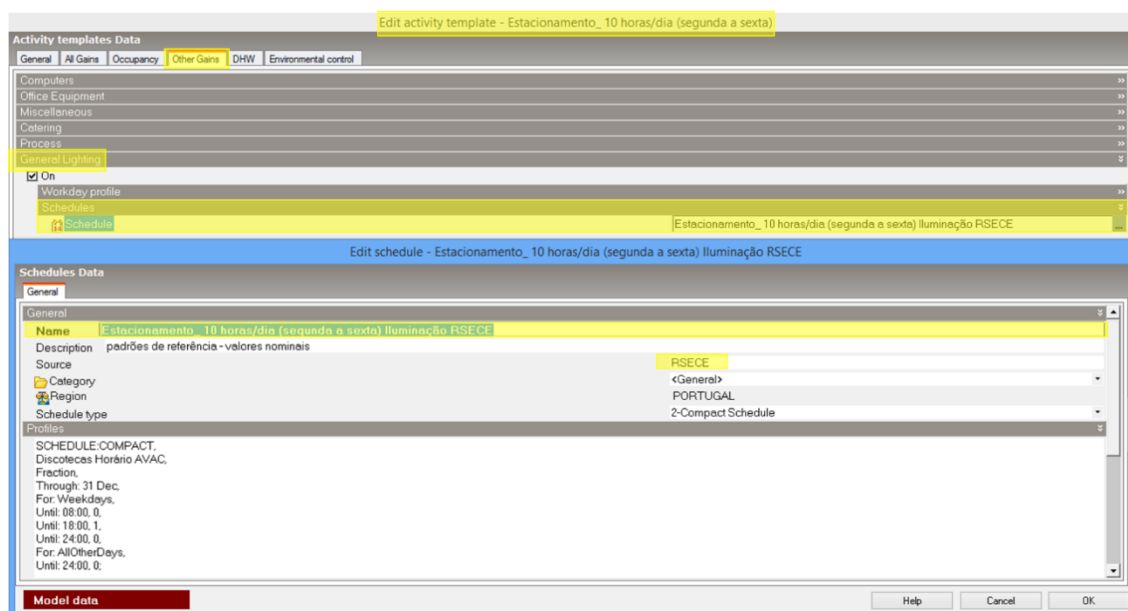 Edit activity template - Estacionamento_ 10 horas/dia (segunda a sexta)
Activity templates Data
General All Gains Occupancy Other Gains DHW Environmental control
Computers »
Office Equipment »
Miscellaneous »
Catering »
Process »
General Lighting
On
Workday profile »
Schedules
Schedule Estacionamento_ 10 horas/dia (segunda a sexta) Iluminação RSECE ...
Edit schedule - Estacionamento_ 10 horas/dia (segunda a sexta) Iluminação RSECE
Schedules Data
General
General
Name Estacionamento_ 10 horas/dia (segunda a sexta) Iluminação RSECE
Description padrões de referência - valores nominais
Source RSECE
Category <General>
Region PORTUGAL
Schedule type 2-Compact Schedule
Profiles
SCHEDULE:COMPACT,
Discotecas Horário AVAC,
Fraction,
Through: 31 Dec,
For: Weekdays,
Until: 08:00, 0,
Until: 18:00, 1,
Until: 24:00, 0,
For: AllOtherDays,
Until: 24:00, 0;
Model data Help Cancel OK